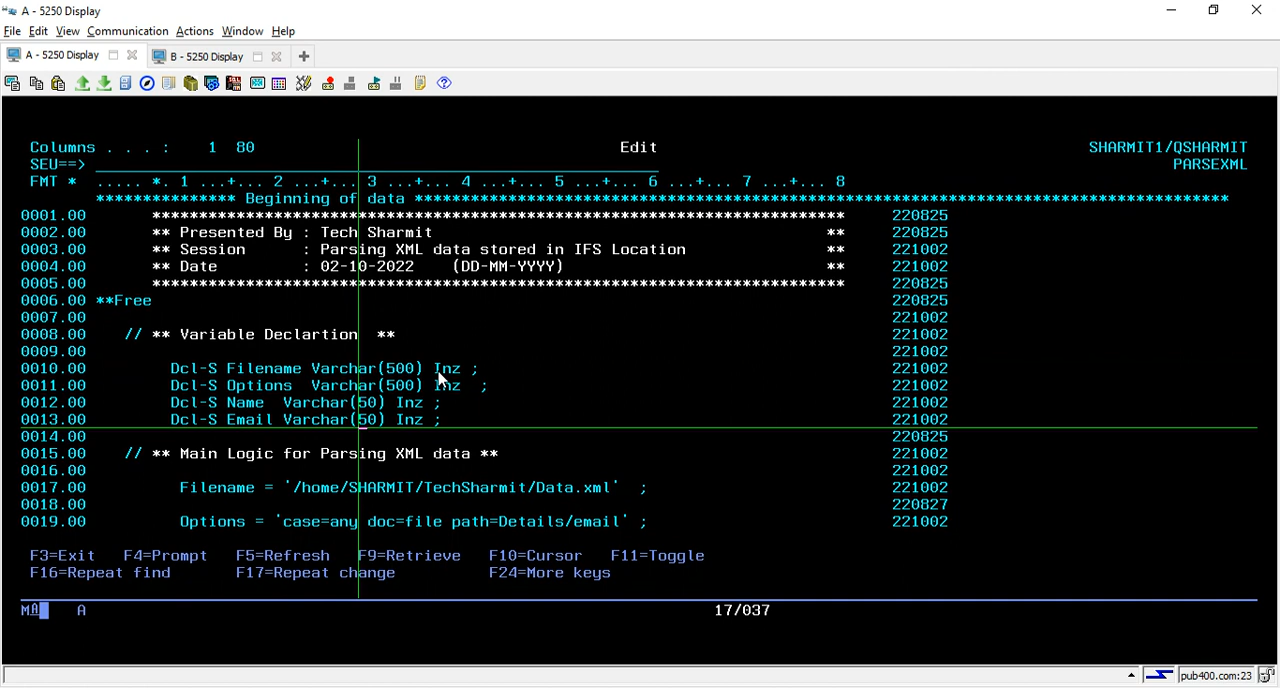 A - 5250 Display
File Edit View Communication Actions Window Help
A - 5250 Display B - 5250 Display
Columns . . . : 1 80 Edit SHARMIT1/QSHARMIT
SEU==> PARSEXML
FMT * ..... *. 1 ...+... 2 ...+... 3 ...+... 4 ...+... 5 ...+... 6 ...+... 7 ...+... 8
*************** Beginning of data ***************************************************************************************
0001.00 ************************************************************************** 220825
0002.00 ** Presented By : Tech Sharmit ** 220825
0003.00 ** Session : Parsing XML data stored in IFS Location ** 221002
0004.00 ** Date : 02-10-2022 (DD-MM-YYYY) ** 221002
0005.00 ************************************************************************** 220825
0006.00 **Free 220825
0007.00 221002
0008.00 // ** Variable Declartion ** 221002
0009.00 221002
0010.00 Dcl-S Filename Varchar(500) Inz ; 221002
0011.00 Dcl-S Options Varchar(500) Inz ; 221002
0012.00 Dcl-S Name Varchar(50) Inz ; 221002
0013.00 Dcl-S Email Varchar(50) Inz ; 221002
0014.00 220825
0015.00 // ** Main Logic for Parsing XML data ** 221002
0016.00 221002
0017.00 Filename = '/home/SHARMIT/TechSharmit/Data.xml' ; 221002
0018.00 220827
0019.00 Options = 'case=any doc=file path=Details/email' ; 221002
F3=Exit F4=Prompt F5=Refresh F9=Retrieve F10=Cursor F11=Toggle
F16=Repeat find F17=Repeat change F24=More keys
MA A 17/037
pub400.com:23